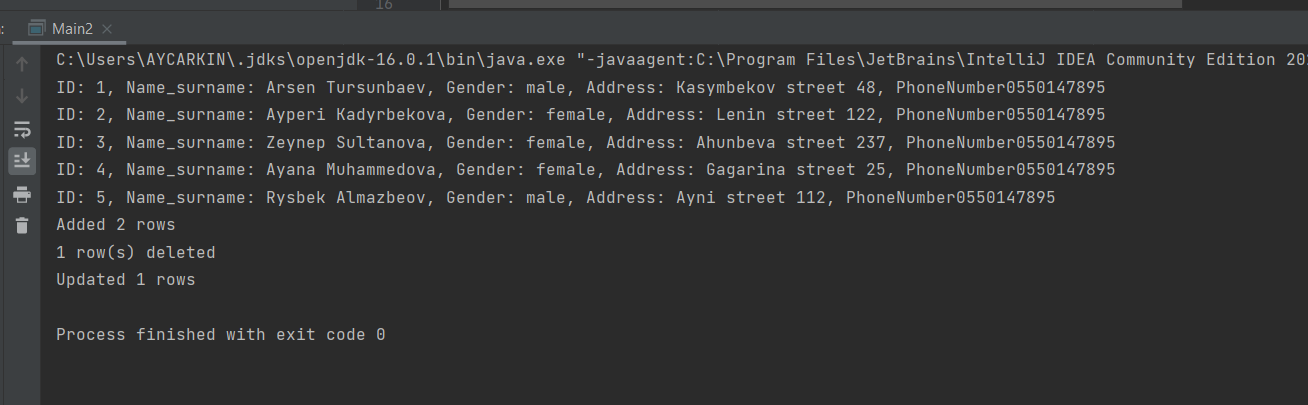 16
: Main2
C:\Users\AYCARKIN\.jdks\openjdk-16.0.1\bin\java.exe "-javaagent:C:\Program Files\JetBrains\IntelliJ IDEA Community Edition 20
ID: 1, Name_surname: Arsen Tursunbaev, Gender: male, Address: Kasymbekov street 48, PhoneNumber0550147895
ID: 2, Name_surname: Ayperi Kadyrbekova, Gender: female, Address: Lenin street 122, PhoneNumber0550147895
ID: 3, Name_surname: Zeynep Sultanova, Gender: female, Address: Ahunbeva street 237, PhoneNumber0550147895
ID: 4, Name_surname: Ayana Muhammedova, Gender: female, Address: Gagarina street 25, PhoneNumber0550147895
ID: 5, Name_surname: Rysbek Almazbeov, Gender: male, Address: Ayni street 112, PhoneNumber0550147895
Added 2 rows
1 row(s) deleted
Updated 1 rows
Process finished with exit code 0